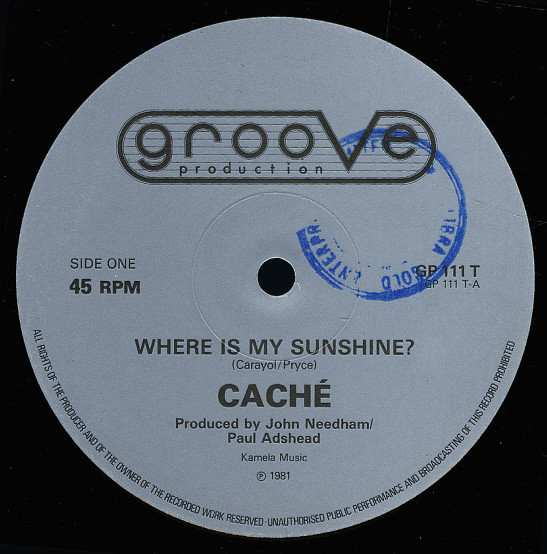 groove
production
SIDE ONE
45 RPM
GP 111 T
GP 111 T-A
WHERE IS MY SUNSHINE?
(Carayol/Pryce)
CACHÉ
Produced by John Needham/
Paul Adshead
Kamela Music
Ⓟ 1981
ALL RIGHTS OF THE PRODUCER AND OF THE OWNER OF THE RECORDED WORK RESERVED·UNAUTHORISED PUBLIC PERFORMANCE AND BROADCASTING OF THIS RECORD PROHIBITED